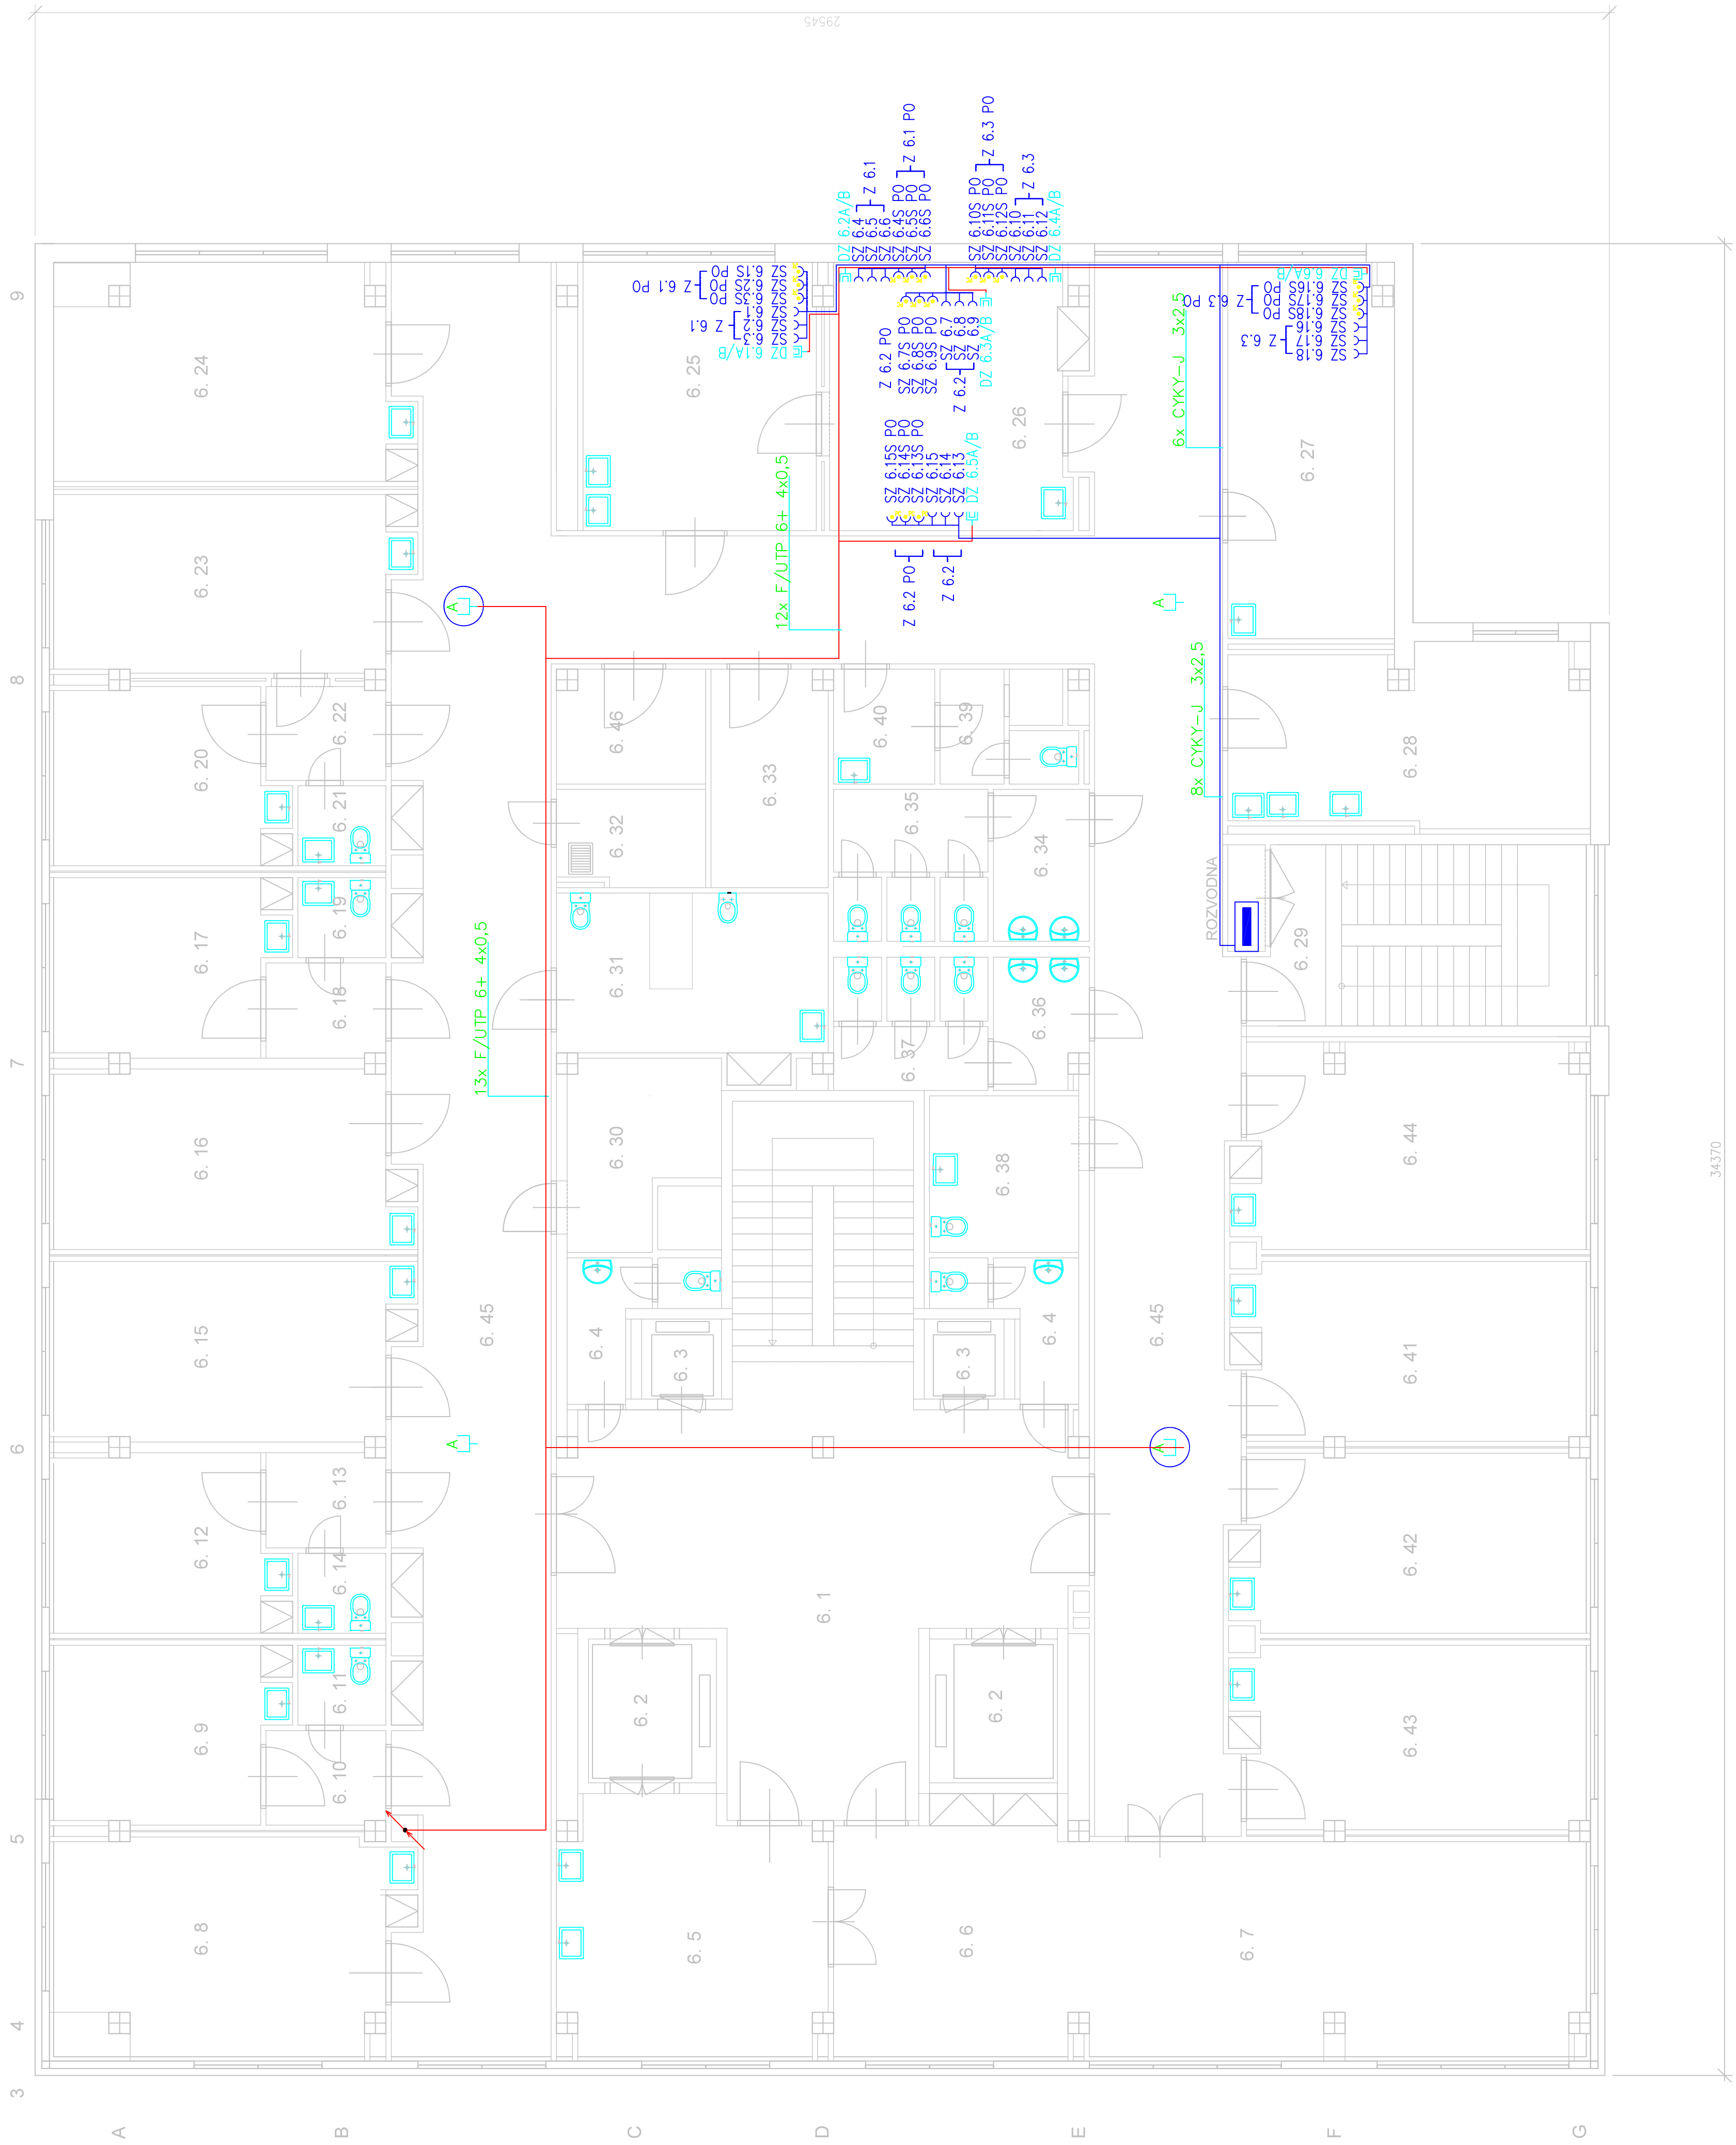 29545
9
8
7
6
5
4
3
A
B
C
D
E
F
G
34370
6. 24
6. 23
6. 20
6. 22
6. 21
6. 17
6. 19
6. 18
6. 16
6. 15
6. 12
6. 13
6. 14
6. 9
6. 11
6. 10
6. 8
6. 25
6. 26
6. 27
6. 28
6. 29
6. 46
6. 40
6. 39
6. 33
6. 32
6. 35
6. 34
6. 31
6. 36
6. 37
6. 30
6. 38
6. 44
6. 45
6. 45
6. 4
6. 4
6. 3
6. 3
6. 41
6. 42
6. 43
6. 1
6. 2
6. 2
6. 5
6. 6
6. 7
ROZVODNA
A
A
A
A
12x F/UTP 6+ 4x0,5
13x F/UTP 6+ 4x0,5
6x CYKY-J 3x2,5
8x CYKY-J 3x2,5
SZ 6.1S PO
SZ 6.2S PO
SZ 6.3S PO
Z 6.1 PO
SZ 6.1
SZ 6.2
SZ 6.3
Z 6.1
DZ 6.1A/B
DZ 6.2A/B
SZ 6.4
SZ 6.5
SZ 6.6
Z 6.1
SZ 6.4S PO
SZ 6.5S PO
SZ 6.6S PO
Z 6.1 PO
SZ 6.10S PO
SZ 6.11S PO
SZ 6.12S PO
Z 6.3 PO
SZ 6.10
SZ 6.11
SZ 6.12
Z 6.3
DZ 6.4A/B
Z 6.2 PO
SZ 6.7S PO
SZ 6.8S PO
SZ 6.9S PO
SZ 6.7
SZ 6.8
SZ 6.9
Z 6.2
DZ 6.3A/B
SZ 6.15S PO
SZ 6.14S PO
SZ 6.13S PO
SZ 6.15
SZ 6.14
SZ 6.13
DZ 6.5A/B
Z 6.2 PO
Z 6.2
DZ 6.6A/B
SZ 6.16S PO
SZ 6.17S PO
SZ 6.18S PO
Z 6.3 PO
SZ 6.16
SZ 6.17
SZ 6.18
Z 6.3